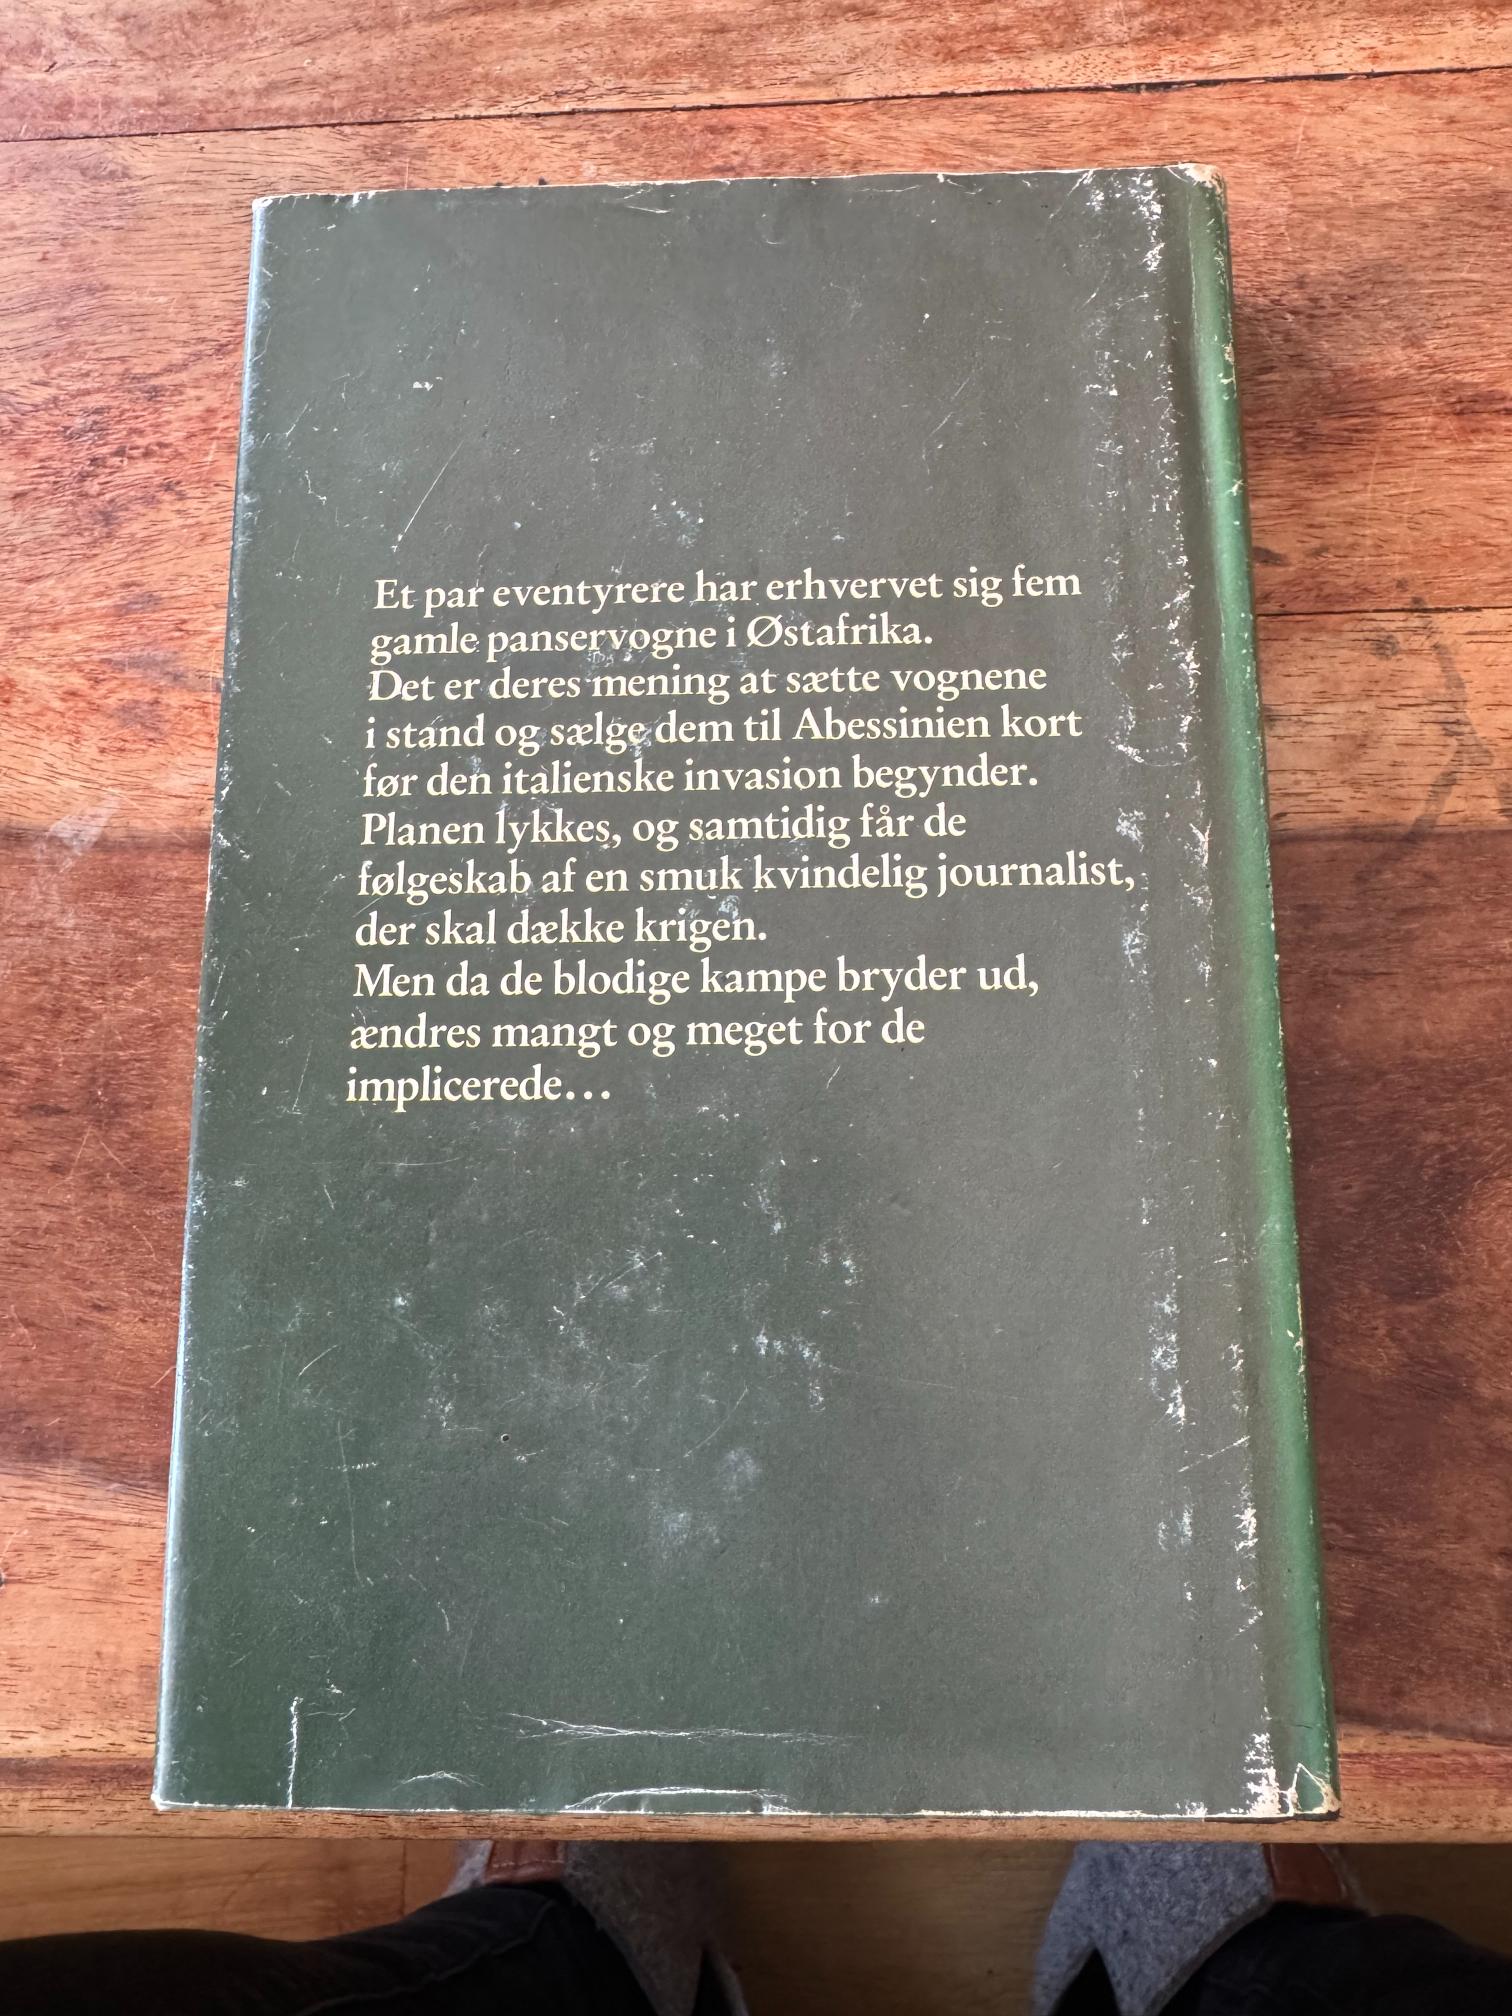 Et par eventyrere har erhvervet sig fem
gamle panservogne i Østafrika.
Det er deres mening at sætte vognene
i stand og sælge dem til Abessinien kort
før den italienske invasion begynder.
Planen lykkes, og samtidig får de
følgeskab af en smuk kvindelig journalist,
der skal dække krigen.
Men da de blodige kampe bryder ud,
ændres mangt og meget for de
implicerede...